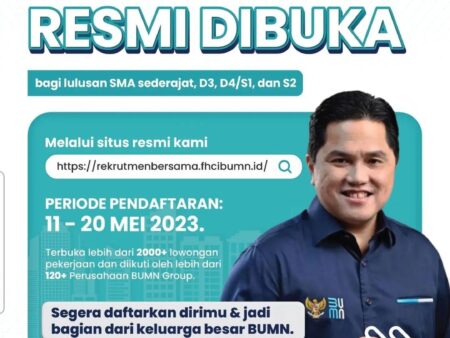 RESMI DIBUKA
bagi lulusan SMA sederajat, D3, D4/S1, dan S2
Melalui situs resmi kami
https://rekrutmenbersama.fhcibumn.id/
PERIODE PENDAFTARAN:
11 - 20 MEI 2023.
Terbuka lebih dari 2000+ lowongan
pekerjaan dan diikuti oleh lebih dari
120+ Perusahaan BUMN Group.
Segera daftarkan dirimu & jadi
bagian dari keluarga besar BUMN.
BUMN